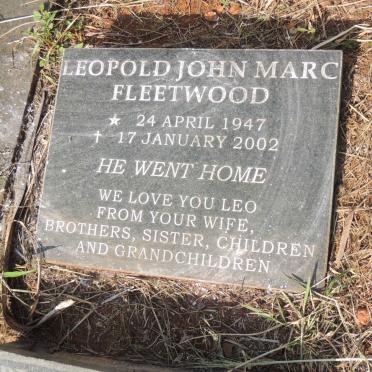 LEOPOLD JOHN MARC
FLEETWOOD
★ 24 APRIL 1947
✝ 17 JANUARY 2002
HE WENT HOME
WE LOVE YOU LEO
FROM YOUR WIFE,
BROTHERS, SISTER, CHILDREN
AND GRANDCHILDREN